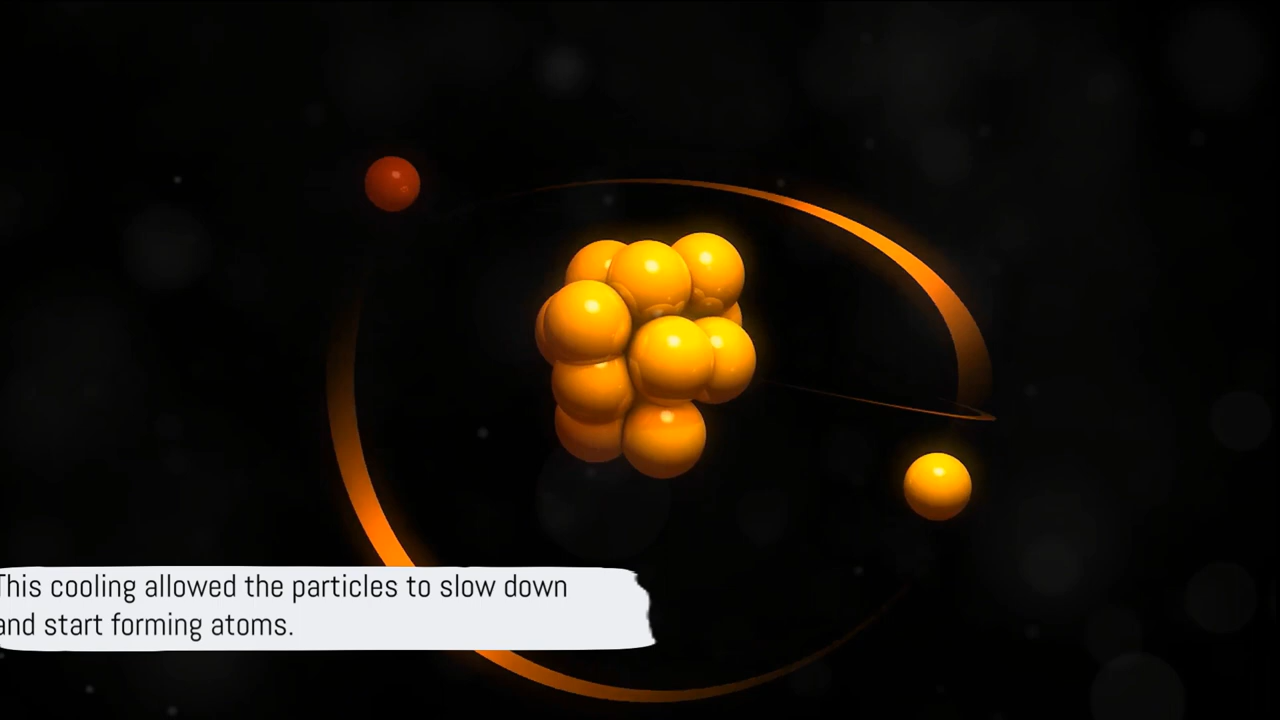 This cooling allowed the particles to slow down
and start forming atoms.